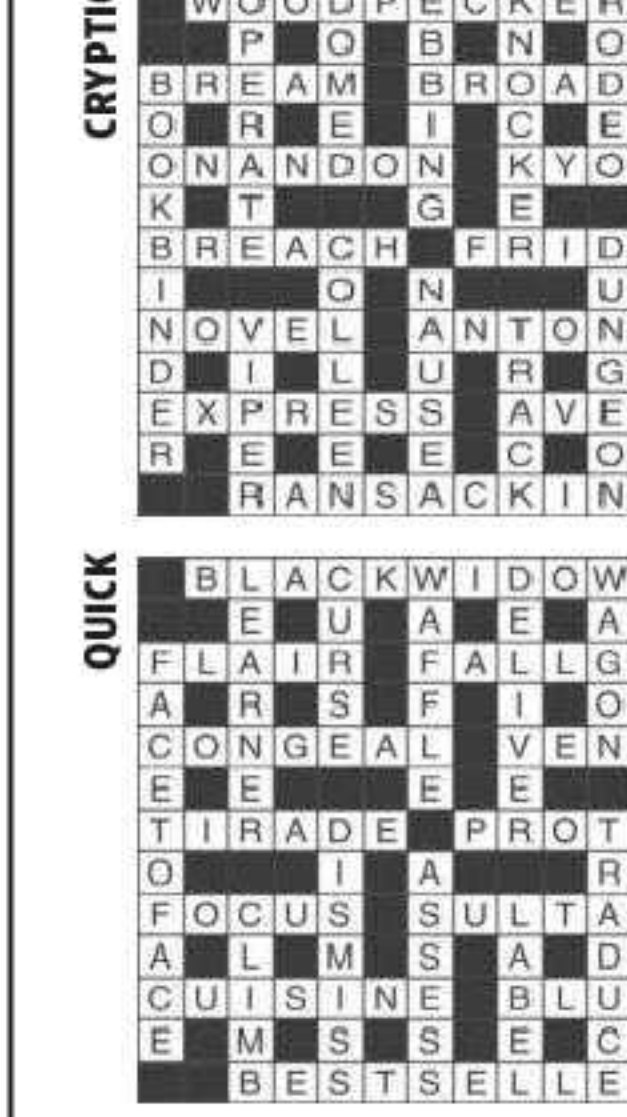 CRYPTIC
WOODPECKER
P O B N O
BREAM BROAD
O R E I C E
ONANDON KYO
K T G E
BREACH FRID
I O N U
NOVEL ANTON
D I L U R G
EXPRESS AVE
R E E E C O
RANSACKIN
QUICK
BLACKWIDOW
E U A E A
FLAIR FALLG
A R S F I O
CONGEAL VEN
E E E E
TIRADE PROT
O I A R
FOCUS SULTA
A L M S A D
CUISINE BLU
E M S S E C
BESTSELLE